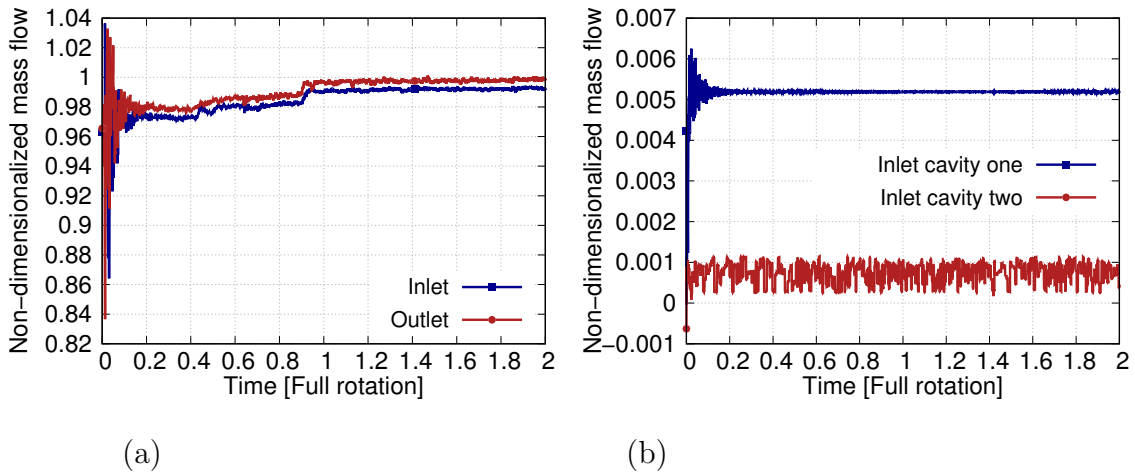 Non-dimensionalized mass flow
1.04
1.02
1
0.98
0.96
0.94
0.92
0.9
0.88
0.86
0.84
0.82
Inlet
Outlet
0 0.2 0.4 0.6 0.8 1 1.2 1.4 1.6 1.8 2
Time [Full rotation]
(a)
Non-dimensionalized mass flow
0.007
0.006
0.005
0.004
0.003
0.002
0.001
0
−0.001
Inlet cavity one
Inlet cavity two
0 0.2 0.4 0.6 0.8 1 1.2 1.4 1.6 1.8 2
Time [Full rotation]
(b)